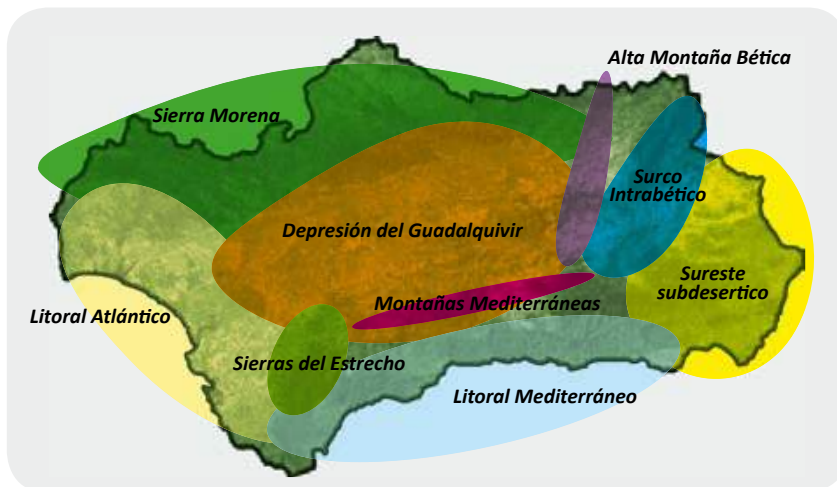 Alta Montaña Bética
Sierra Morena
Surco
Intrabético
Depresión del Guadalquivir
Sureste
subdesertico
Montañas Mediterráneas
Litoral Atlántico
Sierras del Estrecho
Litoral Mediterráneo